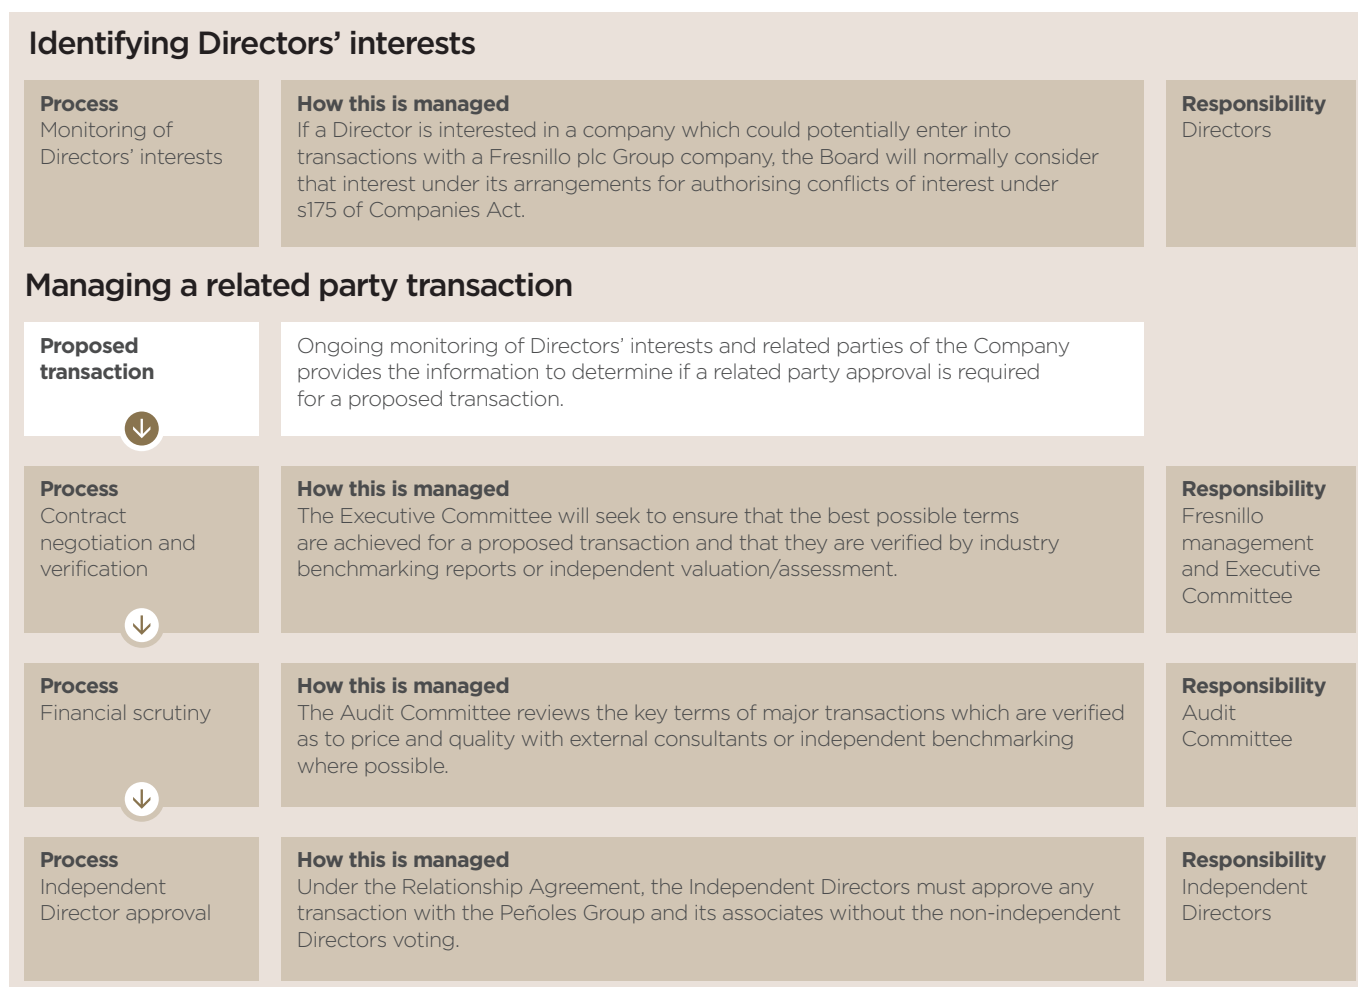 Identifying Directors’ interests
Process
Monitoring of
Directors’ interests
How this is managed
If a Director is interested in a company which could potentially enter into
transactions with a Fresnillo plc Group company, the Board will normally consider
that interest under its arrangements for authorising conflicts of interest under
s175 of Companies Act.
Responsibility
Directors
Managing a related party transaction
Proposed
transaction
Ongoing monitoring of Directors’ interests and related parties of the Company
provides the information to determine if a related party approval is required
for a proposed transaction.
Process
Contract
negotiation and
verification
How this is managed
The Executive Committee will seek to ensure that the best possible terms
are achieved for a proposed transaction and that they are verified by industry
benchmarking reports or independent valuation/assessment.
Responsibility
Fresnillo
management
and Executive
Committee
Process
Financial scrutiny
How this is managed
The Audit Committee reviews the key terms of major transactions which are verified
as to price and quality with external consultants or independent benchmarking
where possible.
Responsibility
Audit
Committee
Process
Independent
Director approval
How this is managed
Under the Relationship Agreement, the Independent Directors must approve any
transaction with the Peñoles Group and its associates without the non-independent
Directors voting.
Responsibility
Independent
Directors